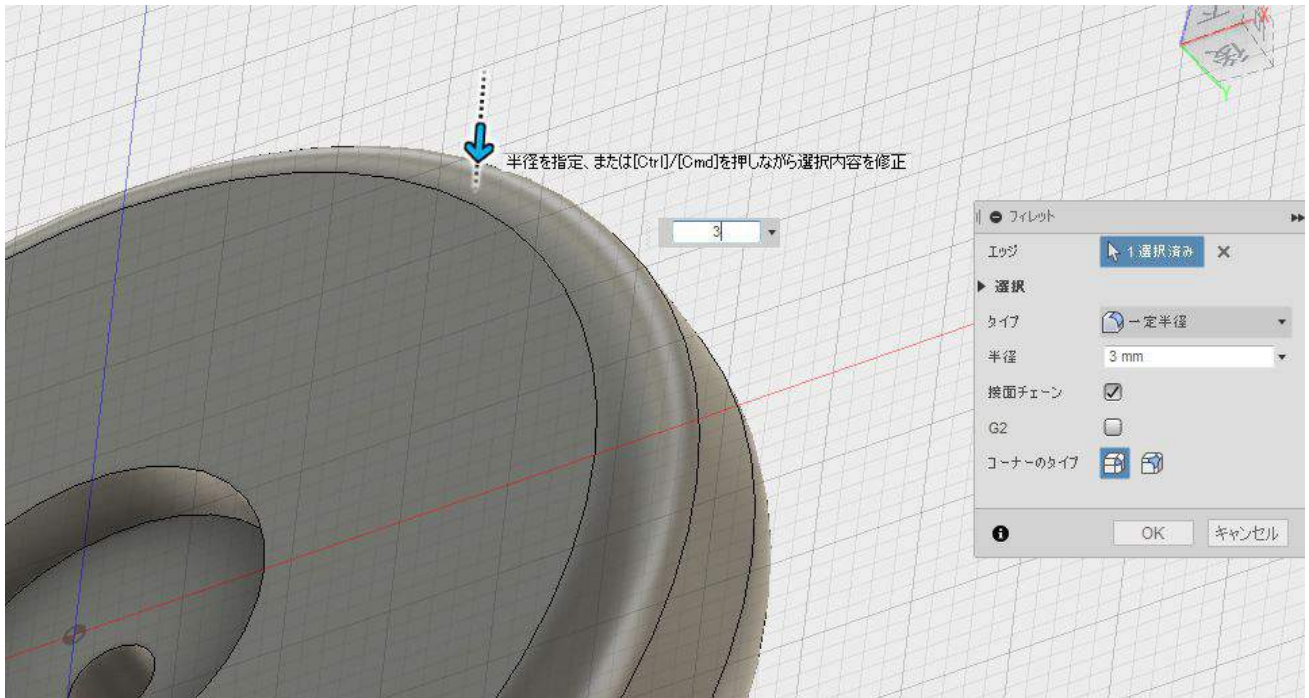 半径を指定、または[Ctrl]/[Cmd]を押しながら選択内容を修正
3
フィレット
エッジ 1 選択済み
選択
タイプ 一定半径
半径 3 mm
接面チェーン
G2
コーナーのタイプ
OK キャンセル
X
後
Y